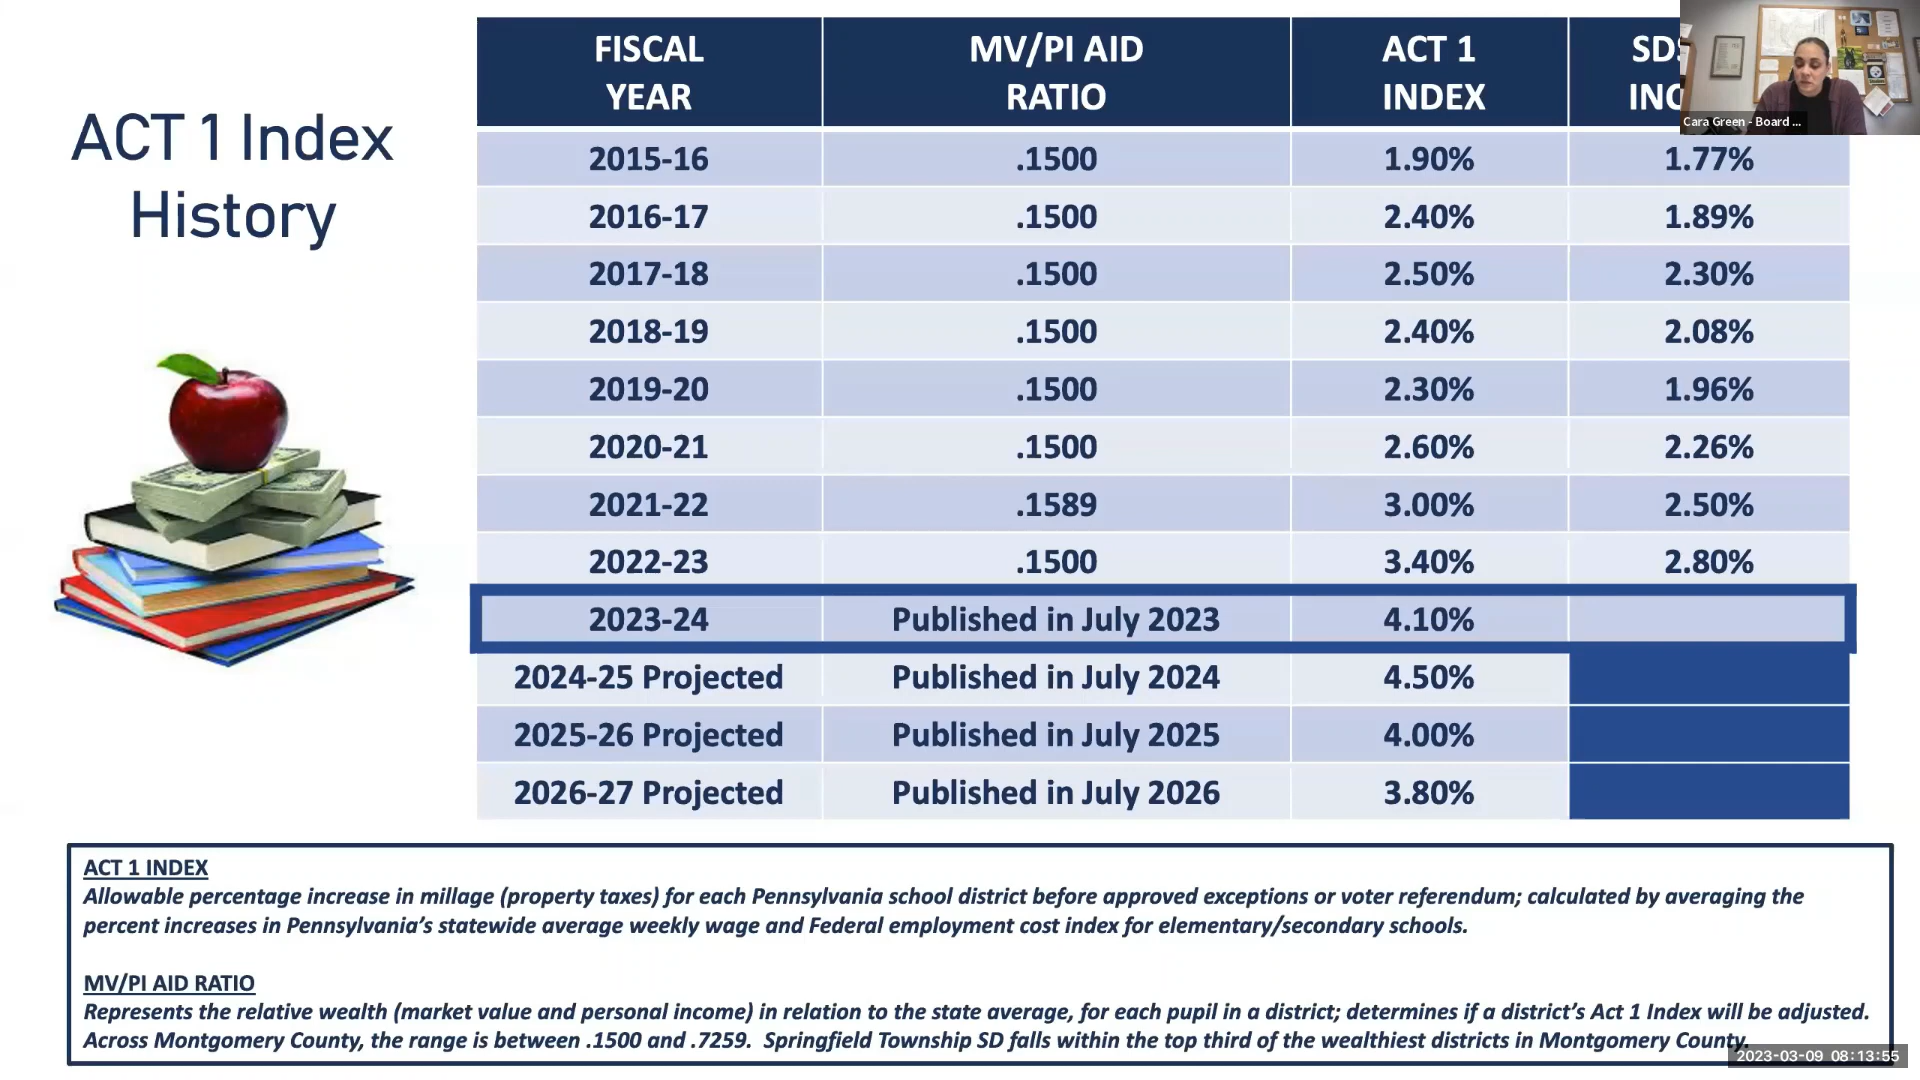 ACT 1 Index
History
FISCAL YEAR MV/PI AID RATIO ACT 1 INDEX
2015-16 .1500 1.90% 1.77%
2016-17 .1500 2.40% 1.89%
2017-18 .1500 2.50% 2.30%
2018-19 .1500 2.40% 2.08%
2019-20 .1500 2.30% 1.96%
2020-21 .1500 2.60% 2.26%
2021-22 .1589 3.00% 2.50%
2022-23 .1500 3.40% 2.80%
2023-24 Published in July 2023 4.10%
2024-25 Projected Published in July 2024 4.50%
2025-26 Projected Published in July 2025 4.00%
2026-27 Projected Published in July 2026 3.80%
Cara Green - Board ...
ACT 1 INDEX
Allowable percentage increase in millage (property taxes) for each Pennsylvania school district before approved exceptions or voter referendum; calculated by averaging the
percent increases in Pennsylvania's statewide average weekly wage and Federal employment cost index for elementary/secondary schools.
MV/PI AID RATIO
Represents the relative wealth (market value and personal income) in relation to the state average, for each pupil in a district; determines if a district's Act 1 Index will be adjusted.
Across Montgomery County, the range is between .1500 and .7259. Springfield Township SD falls within the top third of the wealthiest districts in Montgomery County.
2023-03-09 08:13:55